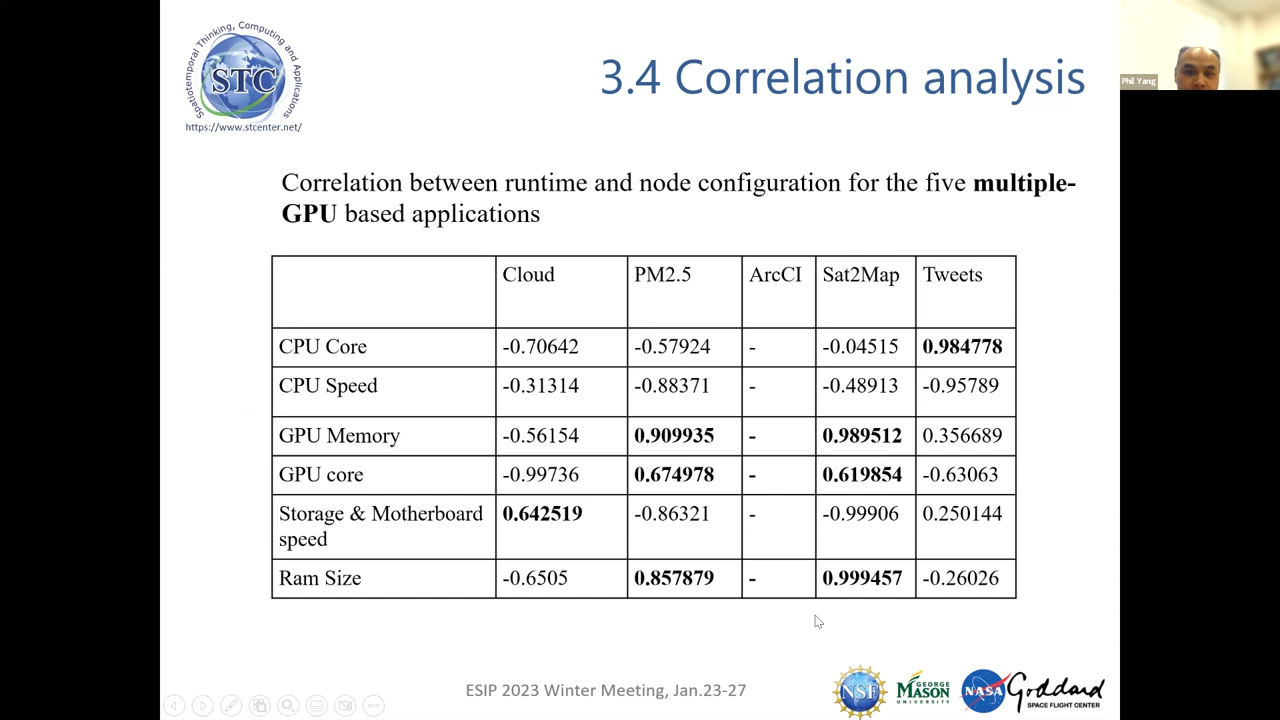 Spatiotemporal Thinking, Computing and Applications
STC
https://www.stcenter.net/
3.4 Correlation analysis
Phil Yang
Correlation between runtime and node configuration for the five multiple-
GPU based applications
Cloud PM2.5 ArcCI Sat2Map Tweets
CPU Core -0.70642 -0.57924 - -0.04515 0.984778
CPU Speed -0.31314 -0.88371 - -0.48913 -0.95789
GPU Memory -0.56154 0.909935 - 0.989512 0.356689
GPU core -0.99736 0.674978 - 0.619854 -0.63063
Storage & Motherboard
speed 0.642519 -0.86321 - -0.99906 0.250144
Ram Size -0.6505 0.857879 - 0.999457 -0.26026
ESIP 2023 Winter Meeting, Jan.23-27
NSF
GEORGE
MASON
UNIVERSITY
NASA
Goddard
SPACE FLIGHT CENTER